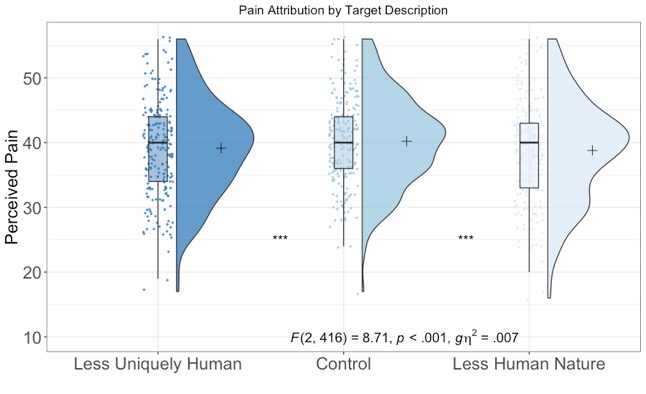 Pain Attribution by Target Description
Perceived Pain
50
40
30
20
10
***
***
F(2, 416) = 8.71, p < .001, gη² = .007
Less Uniquely Human
Control
Less Human Nature